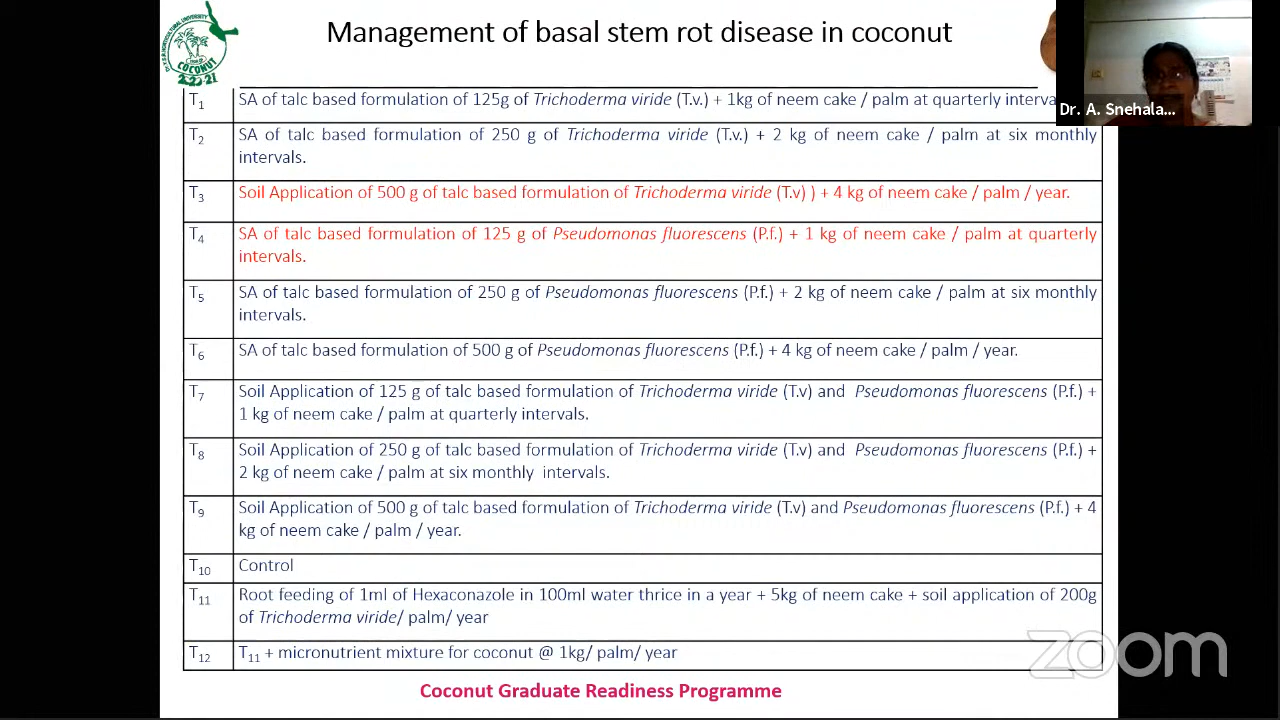 Management of basal stem rot disease in coconut
COCONUT
2020-21
Dr. A. Snehala...
T1 SA of talc based formulation of 125g of Trichoderma viride (T.v.) + 1kg of neem cake / palm at quarterly interva
T2 SA of talc based formulation of 250 g of Trichoderma viride (T.v.) + 2 kg of neem cake / palm at six monthly
intervals.
T3 Soil Application of 500 g of talc based formulation of Trichoderma viride (T.v) ) + 4 kg of neem cake / palm / year.
T4 SA of talc based formulation of 125 g of Pseudomonas fluorescens (P.f.) + 1 kg of neem cake / palm at quarterly
intervals.
T5 SA of talc based formulation of 250 g of Pseudomonas fluorescens (P.f.) + 2 kg of neem cake / palm at six monthly
intervals.
T6 SA of talc based formulation of 500 g of Pseudomonas fluorescens (P.f.) + 4 kg of neem cake / palm / year.
T7 Soil Application of 125 g of talc based formulation of Trichoderma viride (T.v) and Pseudomonas fluorescens (P.f.) +
1 kg of neem cake / palm at quarterly intervals.
T8 Soil Application of 250 g of talc based formulation of Trichoderma viride (T.v) and Pseudomonas fluorescens (P.f.) +
2 kg of neem cake / palm at six monthly intervals.
T9 Soil Application of 500 g of talc based formulation of Trichoderma viride (T.v) and Pseudomonas fluorescens (P.f.) + 4
kg of neem cake / palm / year.
T10 Control
T11 Root feeding of 1ml of Hexaconazole in 100ml water thrice in a year + 5kg of neem cake + soil application of 200g
of Trichoderma viride/ palm/ year
T12 T11 + micronutrient mixture for coconut @ 1kg/ palm/ year
zoom
Coconut Graduate Readiness Programme